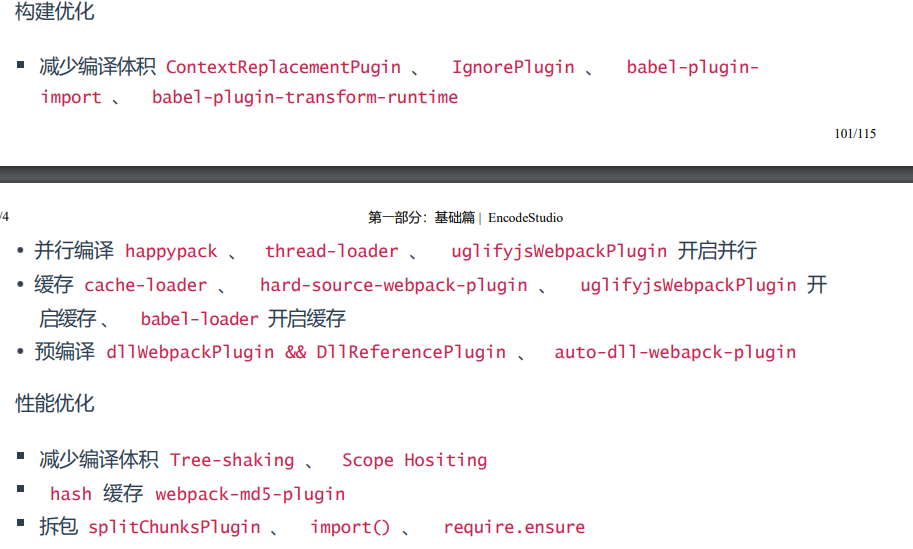 构建优化
减少编译体积 ContextReplacementPugin 、 IgnorePlugin 、 babel-plugin-
import 、 babel-plugin-transform-runtime
101/115
/4
第一部分：基础篇 | EncodeStudio
并行编译 happypack 、 thread-loader 、 uglifyjsWebpackPlugin 开启并行
缓存 cache-loader 、 hard-source-webpack-plugin 、 uglifyjsWebpackPlugin 开
启缓存 、 babel-loader 开启缓存
预编译 dllWebpackPlugin && DllReferencePlugin 、 auto-dll-webapck-plugin
性能优化
减少编译体积 Tree-shaking 、 Scope Hositing
hash 缓存 webpack-md5-plugin
拆包 splitChunksPlugin 、 import() 、 require.ensure